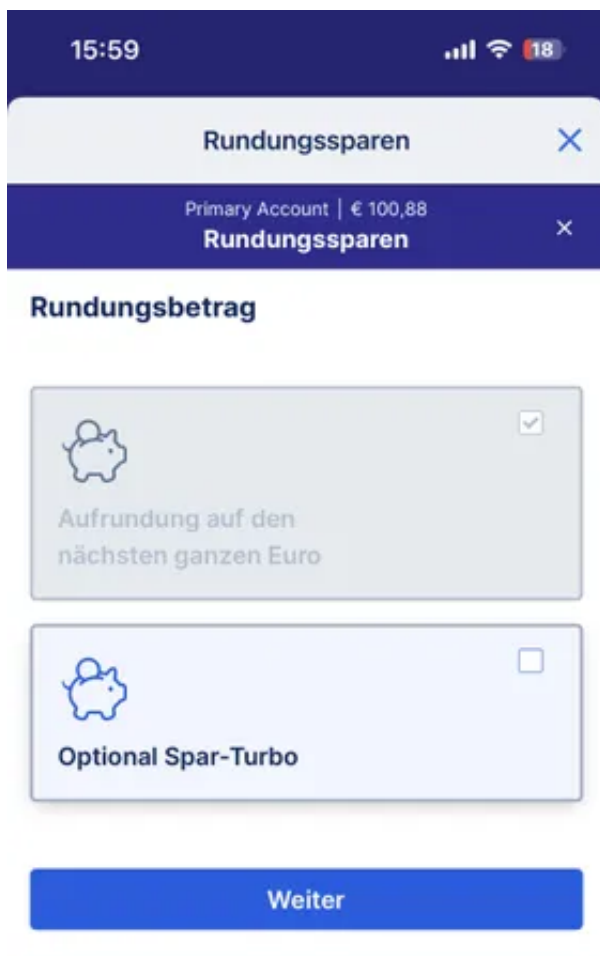 15:59
18
Rundungssparen
Primary Account | € 100,88
Rundungssparen
Rundungsbetrag
Aufrundung auf den
nächsten ganzen Euro
Optional Spar-Turbo
Weiter